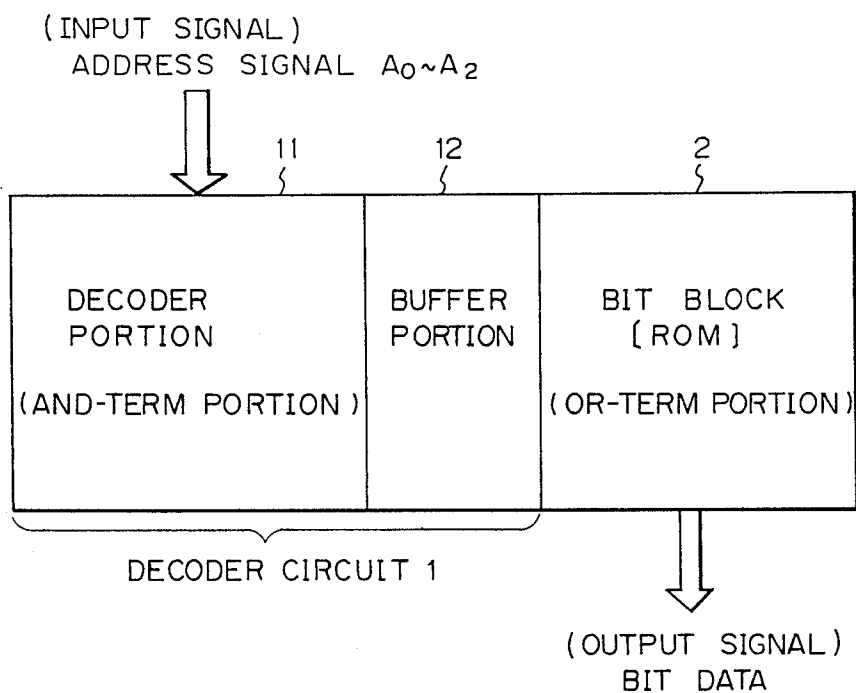 (INPUT SIGNAL)
ADDRESS SIGNAL A0~A2
11
12
2
DECODER
PORTION
(AND-TERM PORTION)
BUFFER
PORTION
BIT BLOCK
[ROM]
(OR-TERM PORTION)
DECODER CIRCUIT 1
(OUTPUT SIGNAL)
BIT DATA